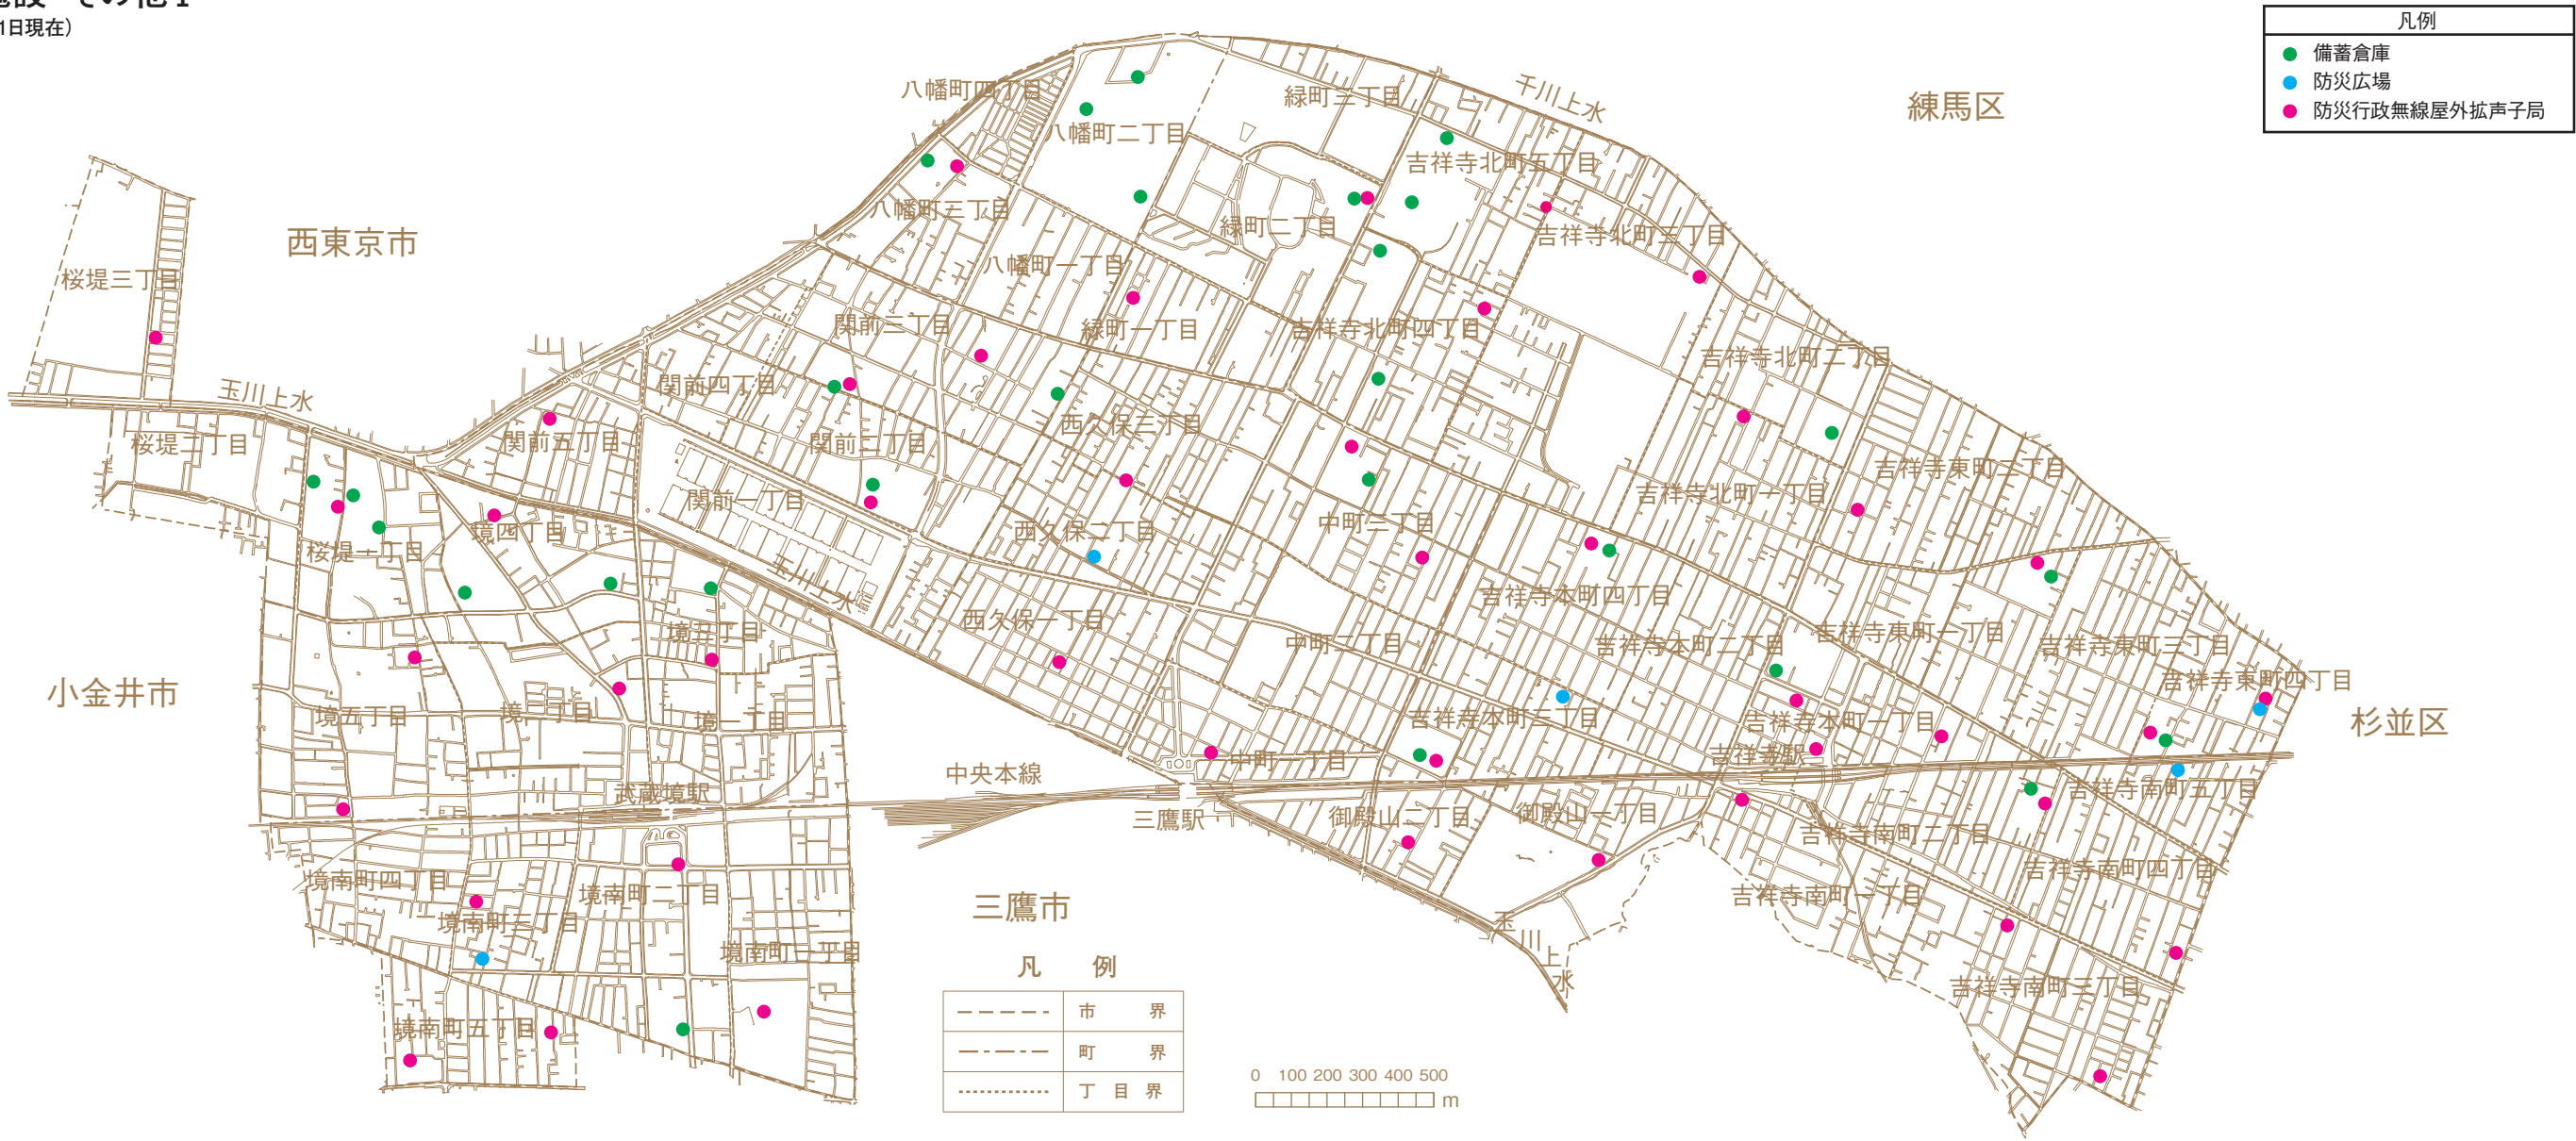 施設 その他1
1日現在）
凡例
備蓄倉庫
防災広場
防災行政無線屋外拡声子局
練馬区
千川上水
緑町三丁目
八幡町四丁目
八幡町二丁目
吉祥寺北町五丁目
八幡町三丁目
緑町二丁目
吉祥寺北町三丁目
西東京市
桜堤三丁目
八幡町一丁目
関前三丁目
緑町一丁目
吉祥寺北町四丁目
吉祥寺北町二丁目
玉川上水
関前四丁目
西久保三丁目
桜堤二丁目
関前五丁目
関前二丁目
吉祥寺東町二丁目
関前一丁目
吉祥寺北町一丁目
中町三丁目
西久保二丁目
境四丁目
桜堤一丁目
玉川上水
吉祥寺本町四丁目
西久保一丁目
境三丁目
中町二丁目
吉祥寺本町二丁目
吉祥寺東町一丁目
吉祥寺東町三丁目
吉祥寺東町四丁目
小金井市
境五丁目
境二丁目
境一丁目
吉祥寺本町三丁目
吉祥寺本町一丁目
杉並区
吉祥寺駅
中町一丁目
中央本線
武蔵境駅
三鷹駅
御殿山二丁目
御殿山一丁目
吉祥寺南町五丁目
吉祥寺南町二丁目
吉祥寺南町四丁目
境南町四丁目
境南町二丁目
吉祥寺南町一丁目
三鷹市
境南町三丁目
玉川上水
境南町一丁目
吉祥寺南町三丁目
境南町五丁目
凡 例
市 界
町 界
丁 目 界
0 100 200 300 400 500
m